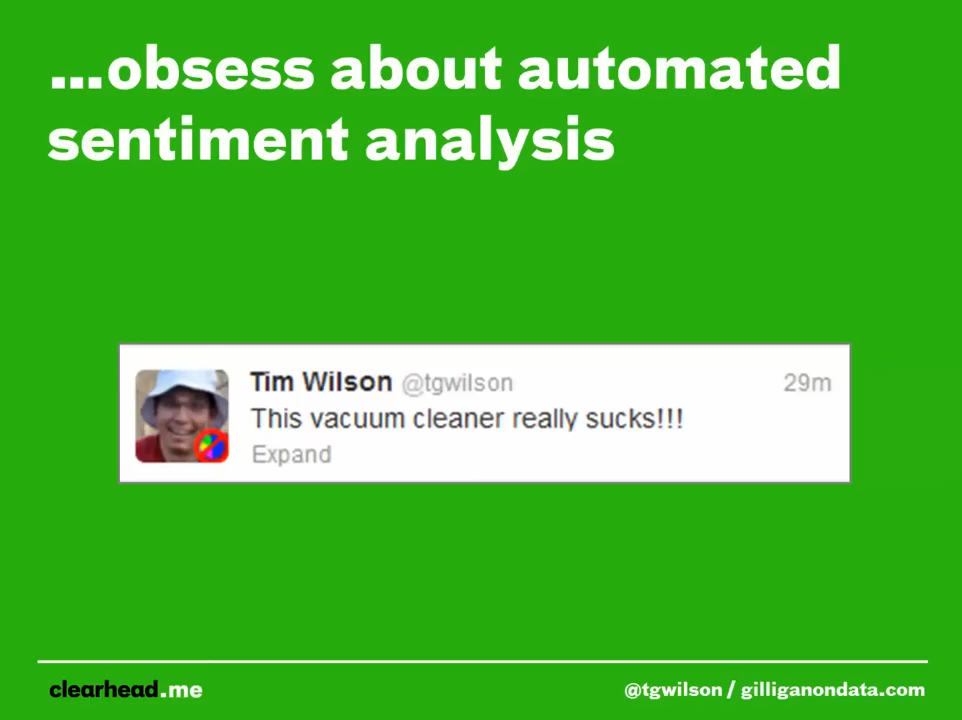 ...obsess about automated
sentiment analysis
Tim Wilson @tgwilson 29m
This vacuum cleaner really sucks!!!
Expand
clearhead.me @tgwilson / gilliganondata.com